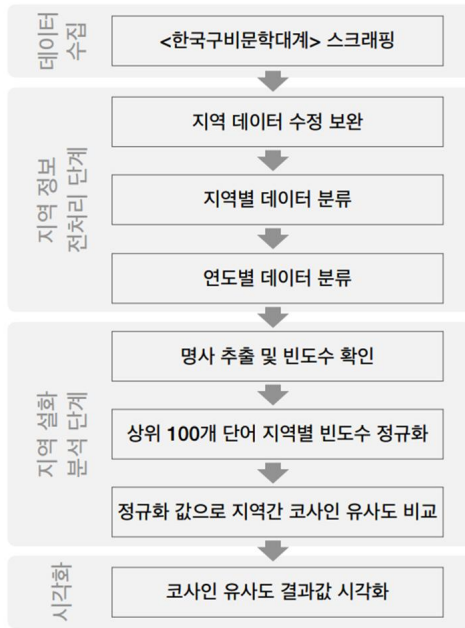 데이터
수집
<한국구비문학대계> 스크래핑
지역 정보
전처리 단계
지역 데이터 수정 보완
지역별 데이터 분류
연도별 데이터 분류
지역 설화
분석 단계
명사 추출 및 빈도수 확인
상위 100개 단어 지역별 빈도수 정규화
정규화 값으로 지역간 코사인 유사도 비교
시각화
코사인 유사도 결과값 시각화